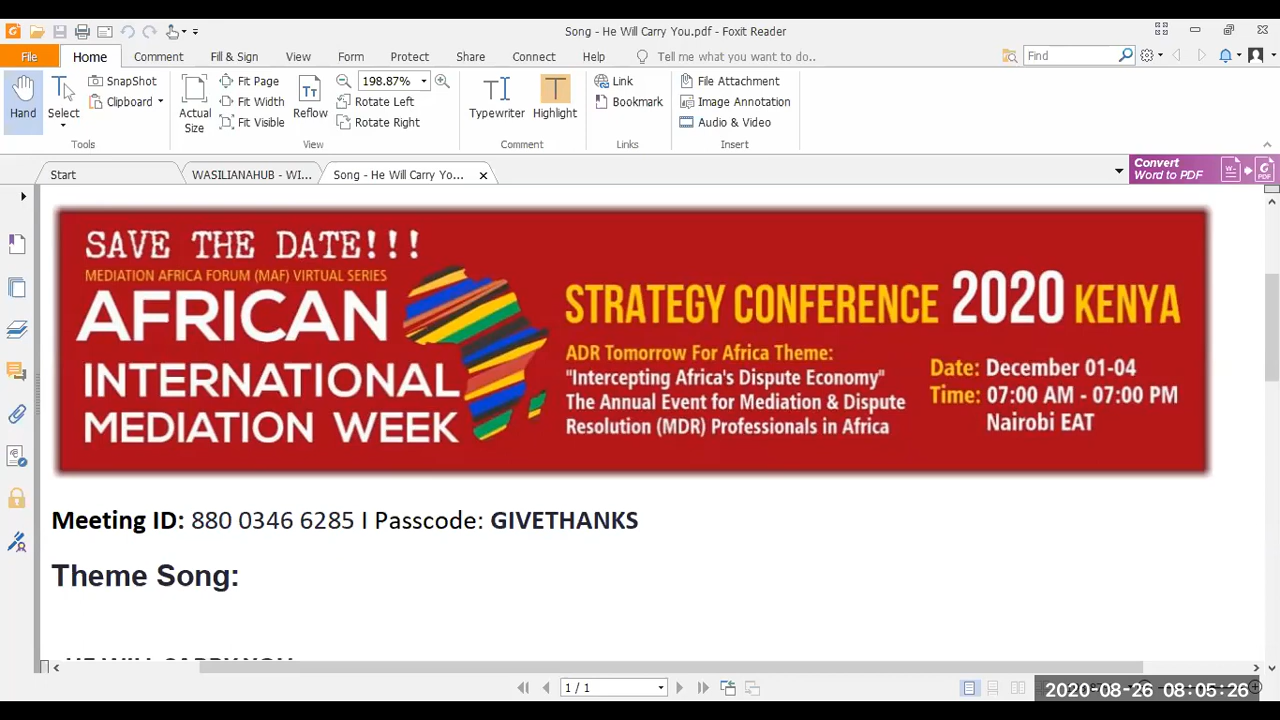 Song - He Will Carry You.pdf - Foxit Reader
File Home Comment Fill & Sign View Form Protect Share Connect Help Tell me what you want to do.. Find
Hand
Select
SnapShot
Clipboard
Tools
Actual Size
Fit Page
Fit Width
Fit Visible
Reflow
198.87%
Rotate Left
Rotate Right
View
Typewriter
Highlight
Comment
Link
Bookmark
Links
File Attachment
Image Annotation
Audio & Video
Insert
Start
WASILIANAHUB - WI...
Song - He Will Carry Yo...
Convert
Word to PDF
SAVE THE DATE!!!
MEDIATION AFRICA FORUM (MAF) VIRTUAL SERIES
AFRICAN
INTERNATIONAL
MEDIATION WEEK
STRATEGY CONFERENCE 2020 KENYA
ADR Tomorrow For Africa Theme:
"Intercepting Africa's Dispute Economy"
The Annual Event for Mediation & Dispute
Resolution (MDR) Professionals in Africa
Date: December 01-04
Time: 07:00 AM - 07:00 PM
Nairobi EAT
Meeting ID: 880 0346 6285 I Passcode: GIVETHANKS
Theme Song:
HE WILL CARRY YOU
1 / 1
2020-08-26 08:05:26